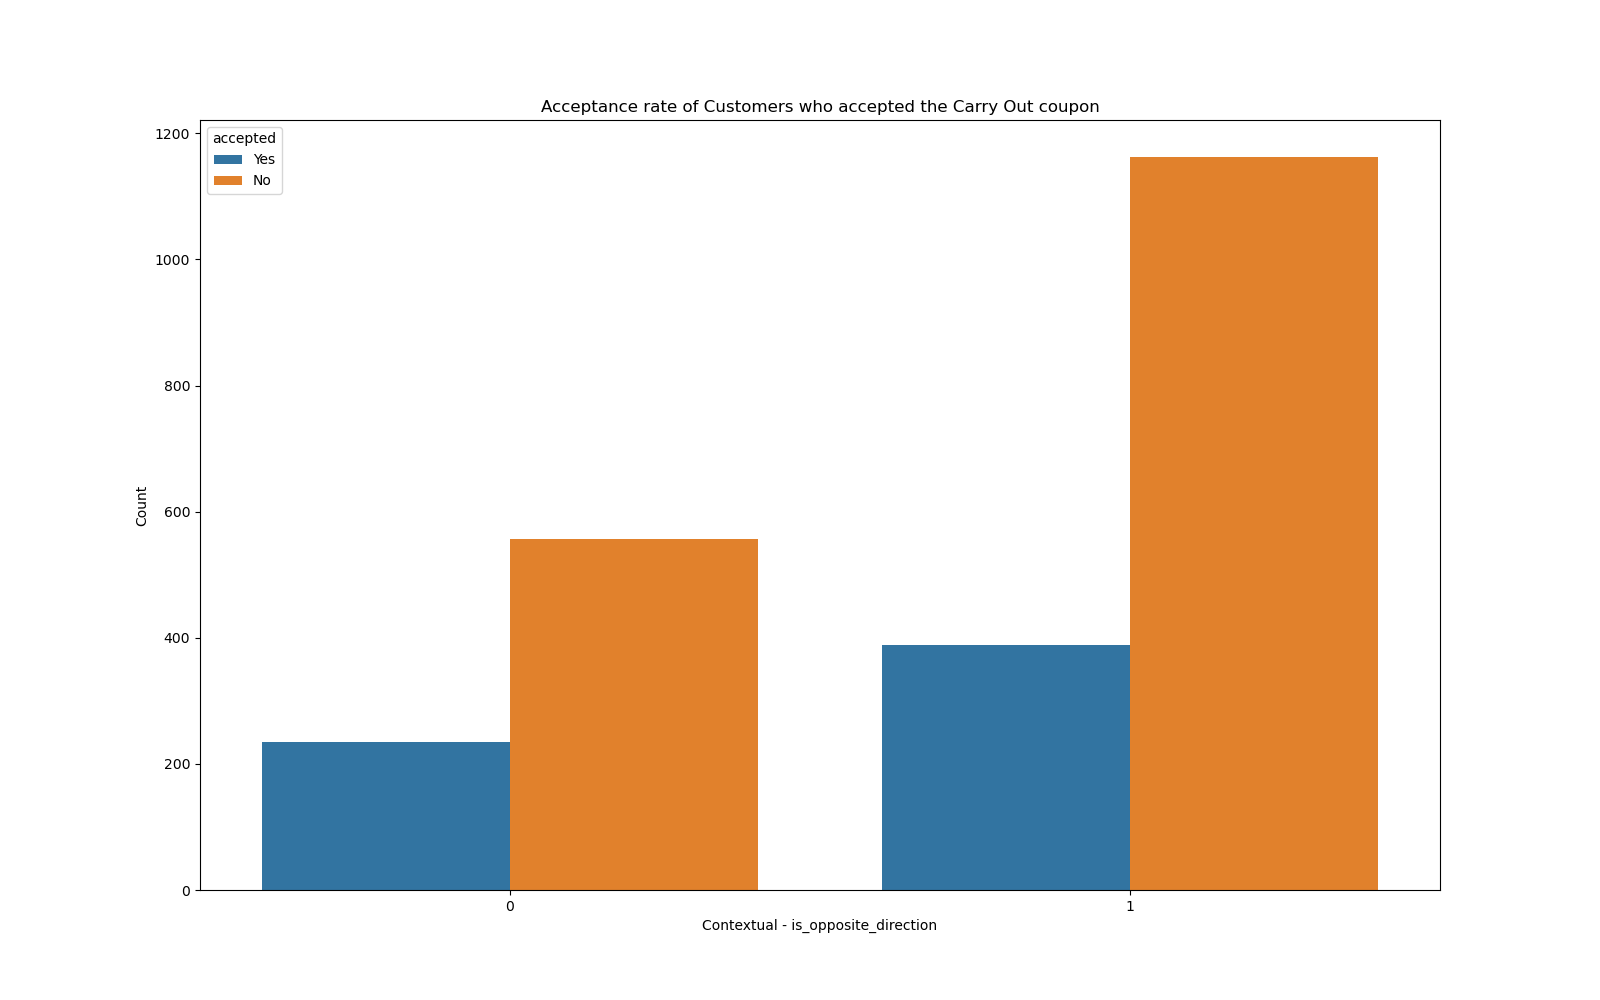 Acceptance rate of Customers who accepted the Carry Out coupon
accepted
Yes
No
1200
1000
800
600
400
200
0
Count
0
1
Contextual - is_opposite_direction